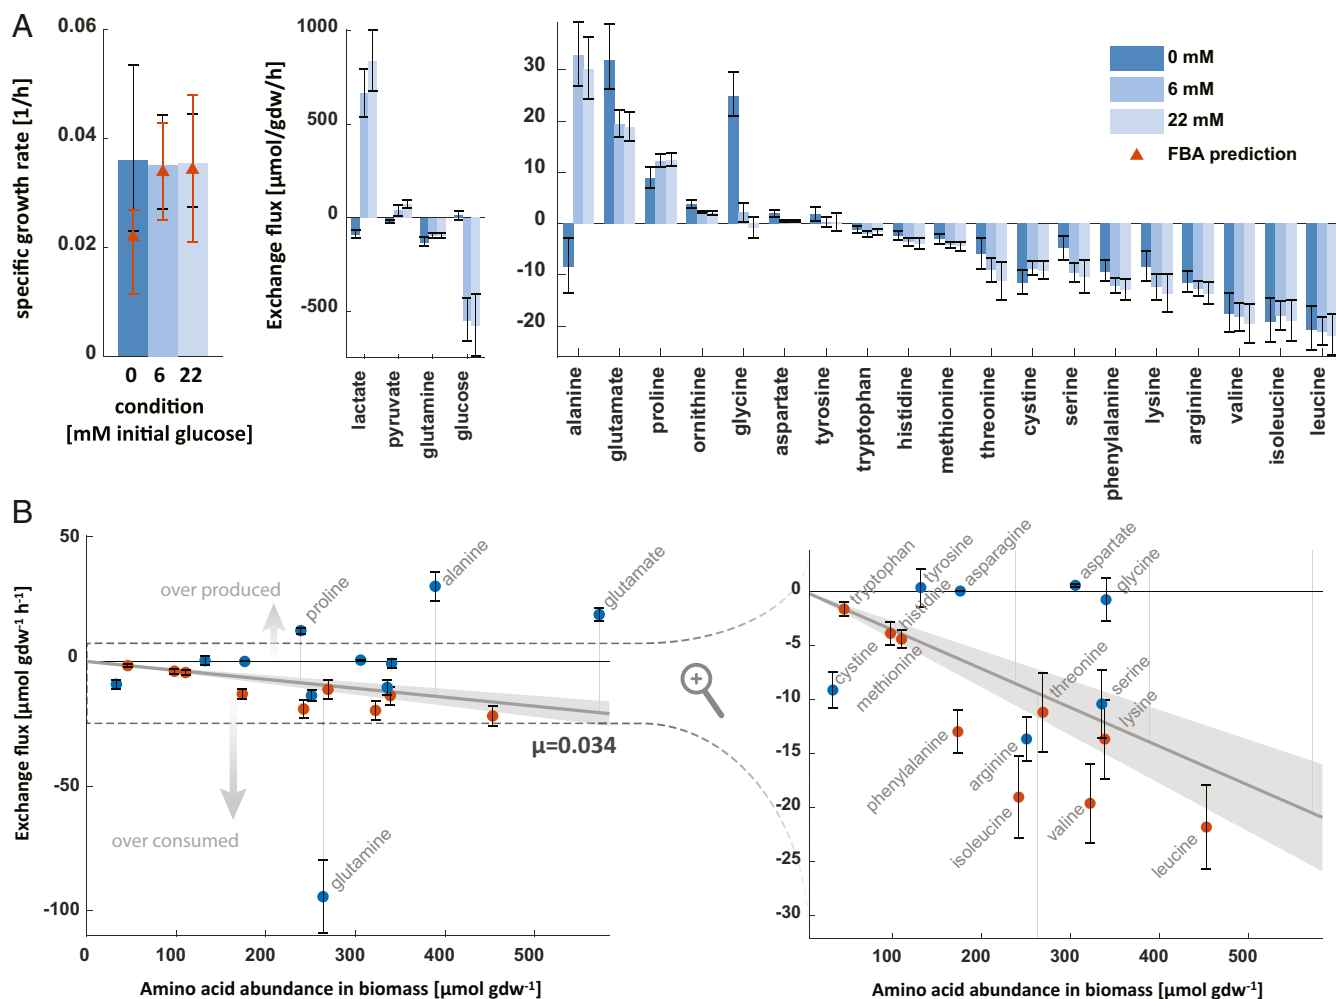 A
specific growth rate [1/h]
0.06
0.04
0.02
0
0 6 22
condition
[mM initial glucose]
Exchange flux [µmol/gdw/h]
1000
500
0
-500
lactate
pyruvate
glutamine
glucose
30
20
10
0
-10
-20
alanine
glutamate
proline
ornithine
glycine
aspartate
tyrosine
tryptophan
histidine
methionine
threonine
cystine
serine
phenylalanine
lysine
arginine
valine
isoleucine
leucine
0 mM
6 mM
22 mM
FBA prediction
B
Exchange flux [µmol gdw⁻¹ h⁻¹]
50
0
-50
-100
over produced
over consumed
proline
alanine
glutamate
glutamine
µ=0.034
0 100 200 300 400 500
Amino acid abundance in biomass [µmol gdw⁻¹]
0
-5
-10
-15
-20
-25
-30
tryptophan
tyrosine
asparagine
aspartate
glycine
histidine
cystine
methionine
threonine
serine
lysine
phenylalanine
arginine
isoleucine
valine
leucine
100 200 300 400 500
Amino acid abundance in biomass [µmol gdw⁻¹]